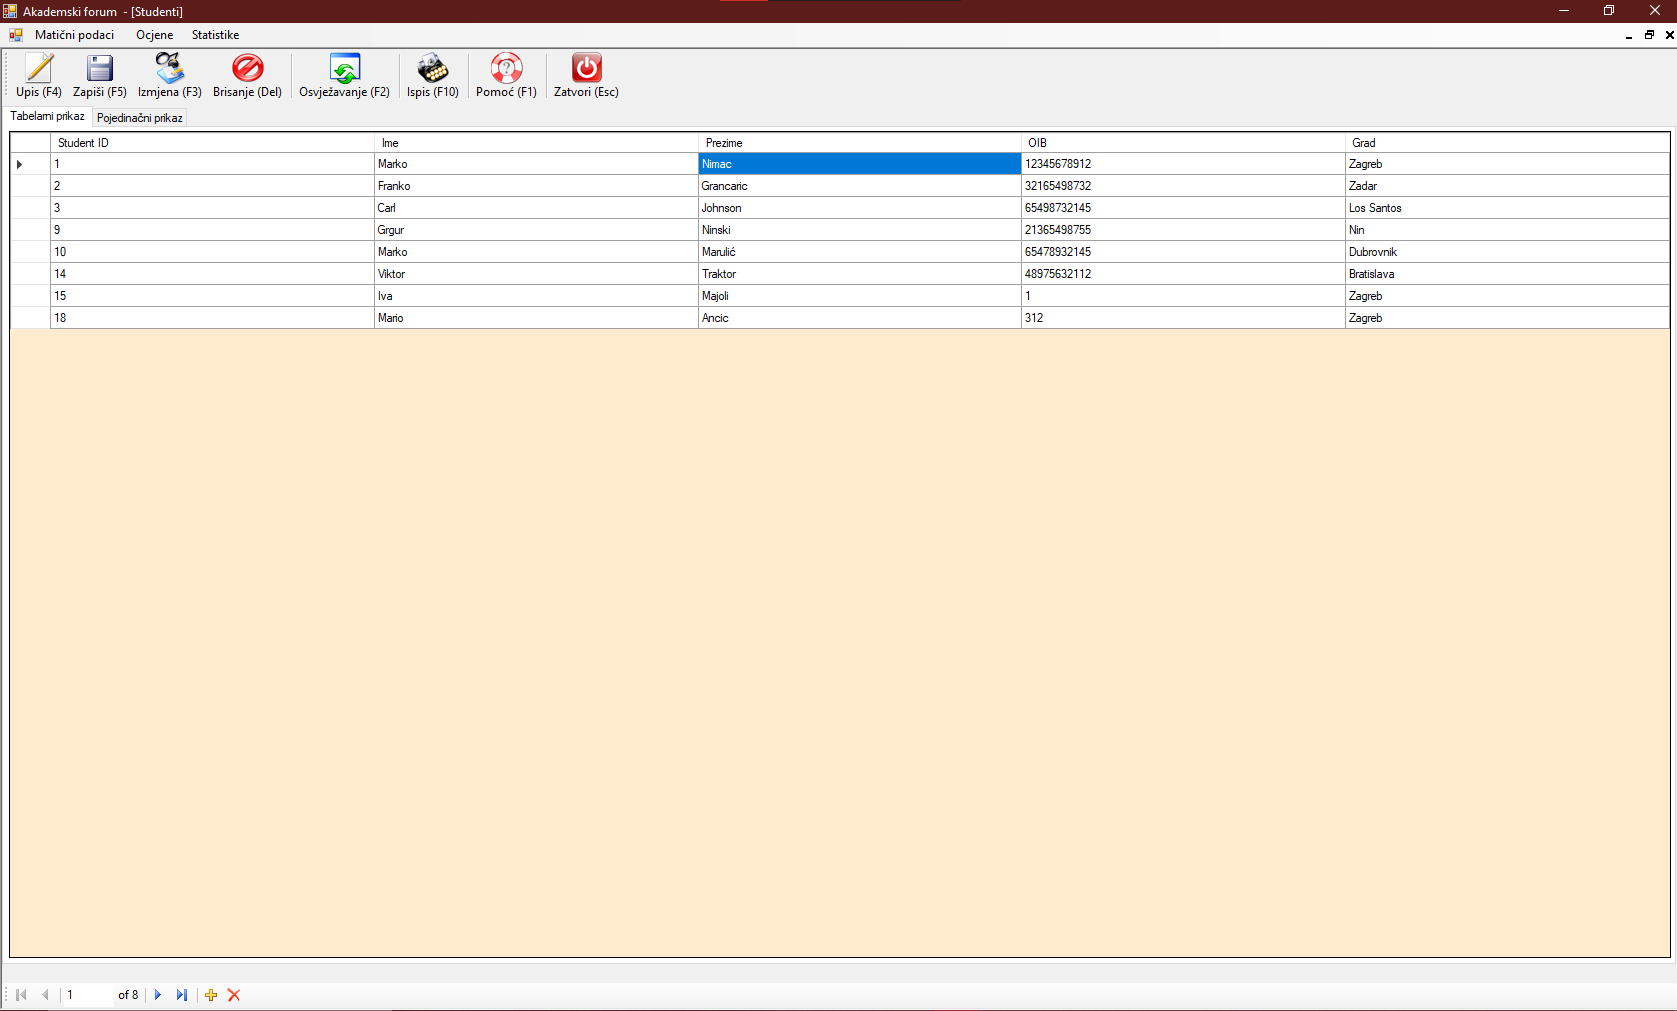 Akademski forum - [Studenti]
Matični podaci Ocjene Statistike
Upis (F4) Zapiši (F5) Izmjena (F3) Brisanje (Del) Osvježavanje (F2) Ispis (F10) Pomoć (F1) Zatvori (Esc)
Tabelarni prikaz Pojedinačni prikaz
Student ID Ime Prezime OIB Grad
1 Marko Nimac 12345678912 Zagreb
2 Franko Grancaric 32165498732 Zadar
3 Carl Johnson 65498732145 Los Santos
9 Grgur Ninski 21365498755 Nin
10 Marko Marulić 65478932145 Dubrovnik
14 Viktor Traktor 48975632112 Bratislava
15 Iva Majoli 1 Zagreb
18 Mario Ancic 312 Zagreb
1 of 8